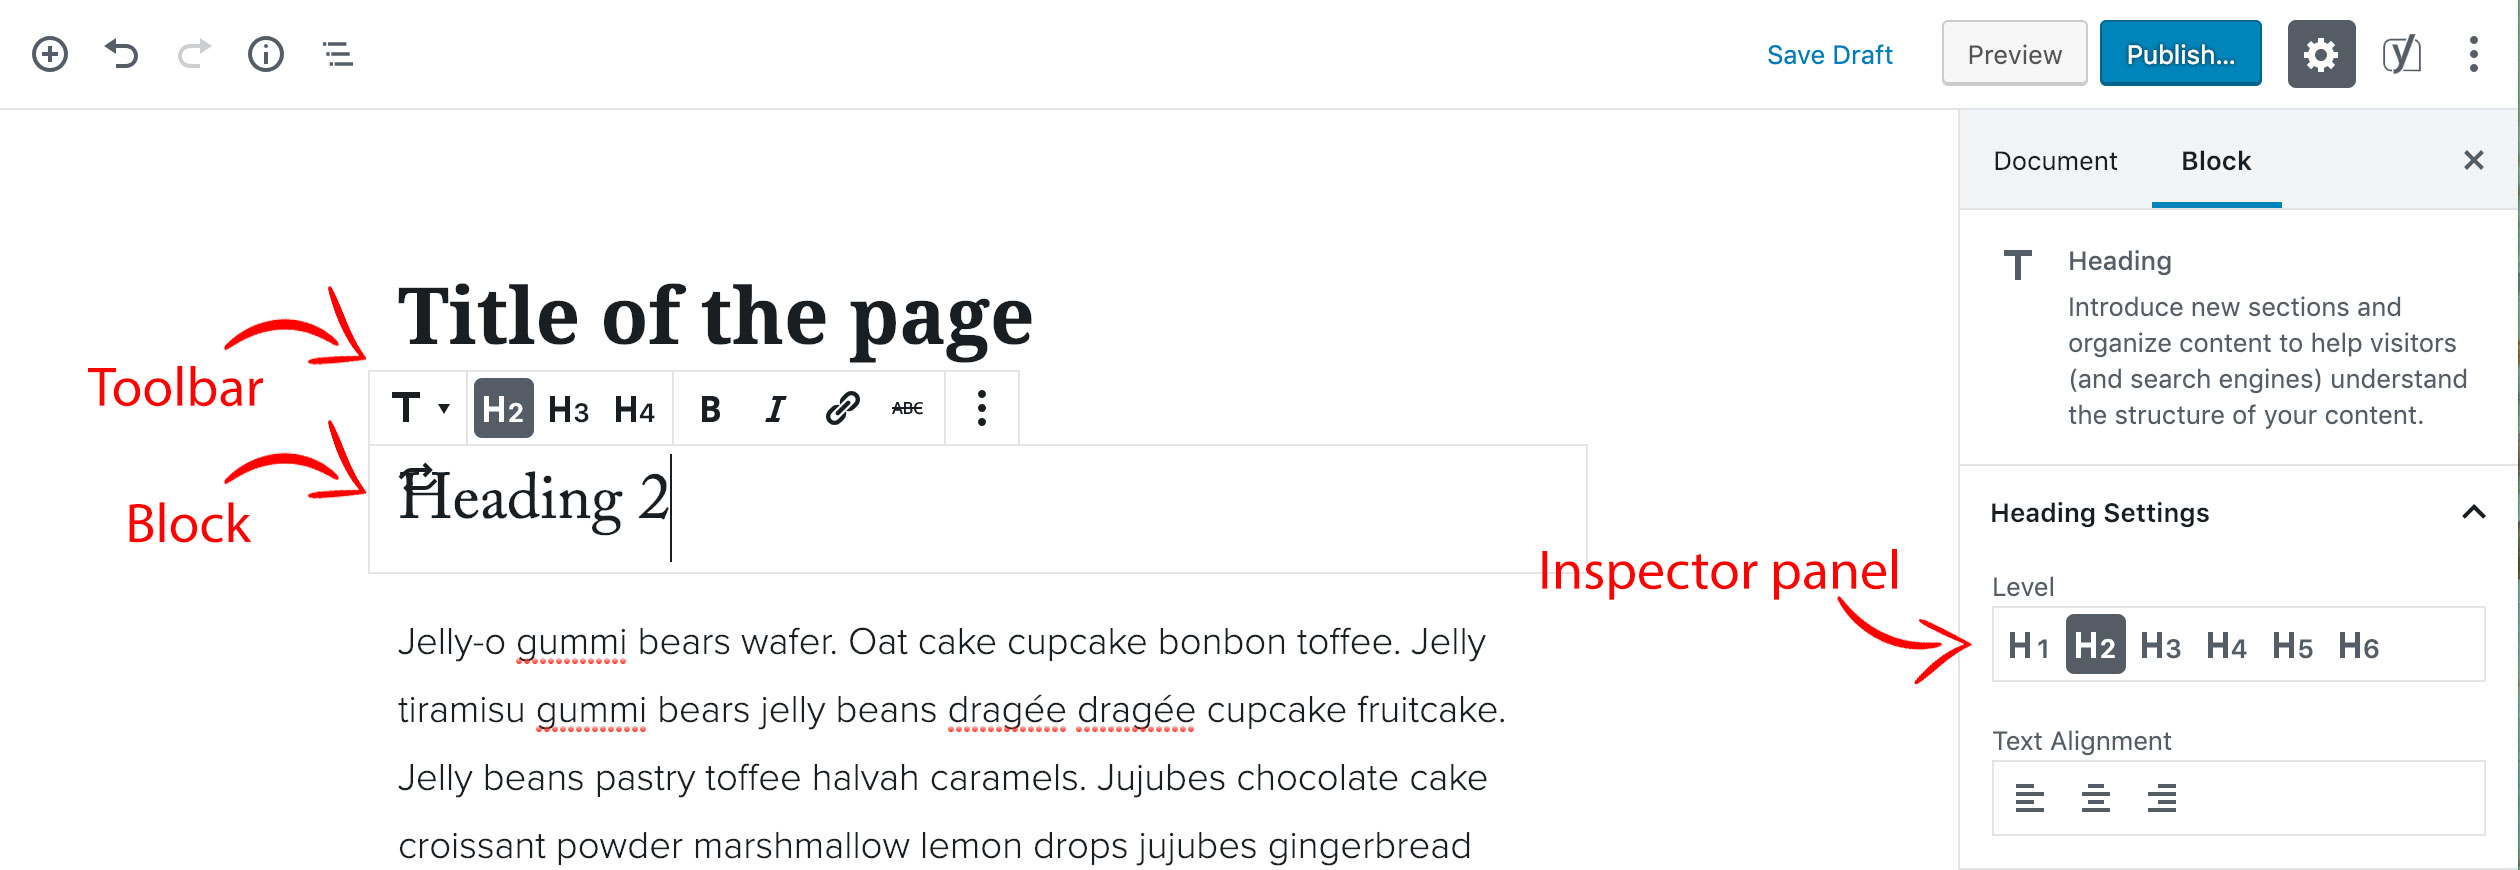 Save Draft
Preview
Publish...
Document
Block
Heading
Introduce new sections and
organize content to help visitors
(and search engines) understand
the structure of your content.
Title of the page
Toolbar
T H2 H3 H4 B I ABC
Block
Heading 2
Inspector panel
Heading Settings
Level
H1 H2 H3 H4 H5 H6
Text Alignment
Jelly-o gummi bears wafer. Oat cake cupcake bonbon toffee. Jelly
tiramisu gummi bears jelly beans dragée dragée cupcake fruitcake.
Jelly beans pastry toffee halvah caramels. Jujubes chocolate cake
croissant powder marshmallow lemon drops jujubes gingerbread